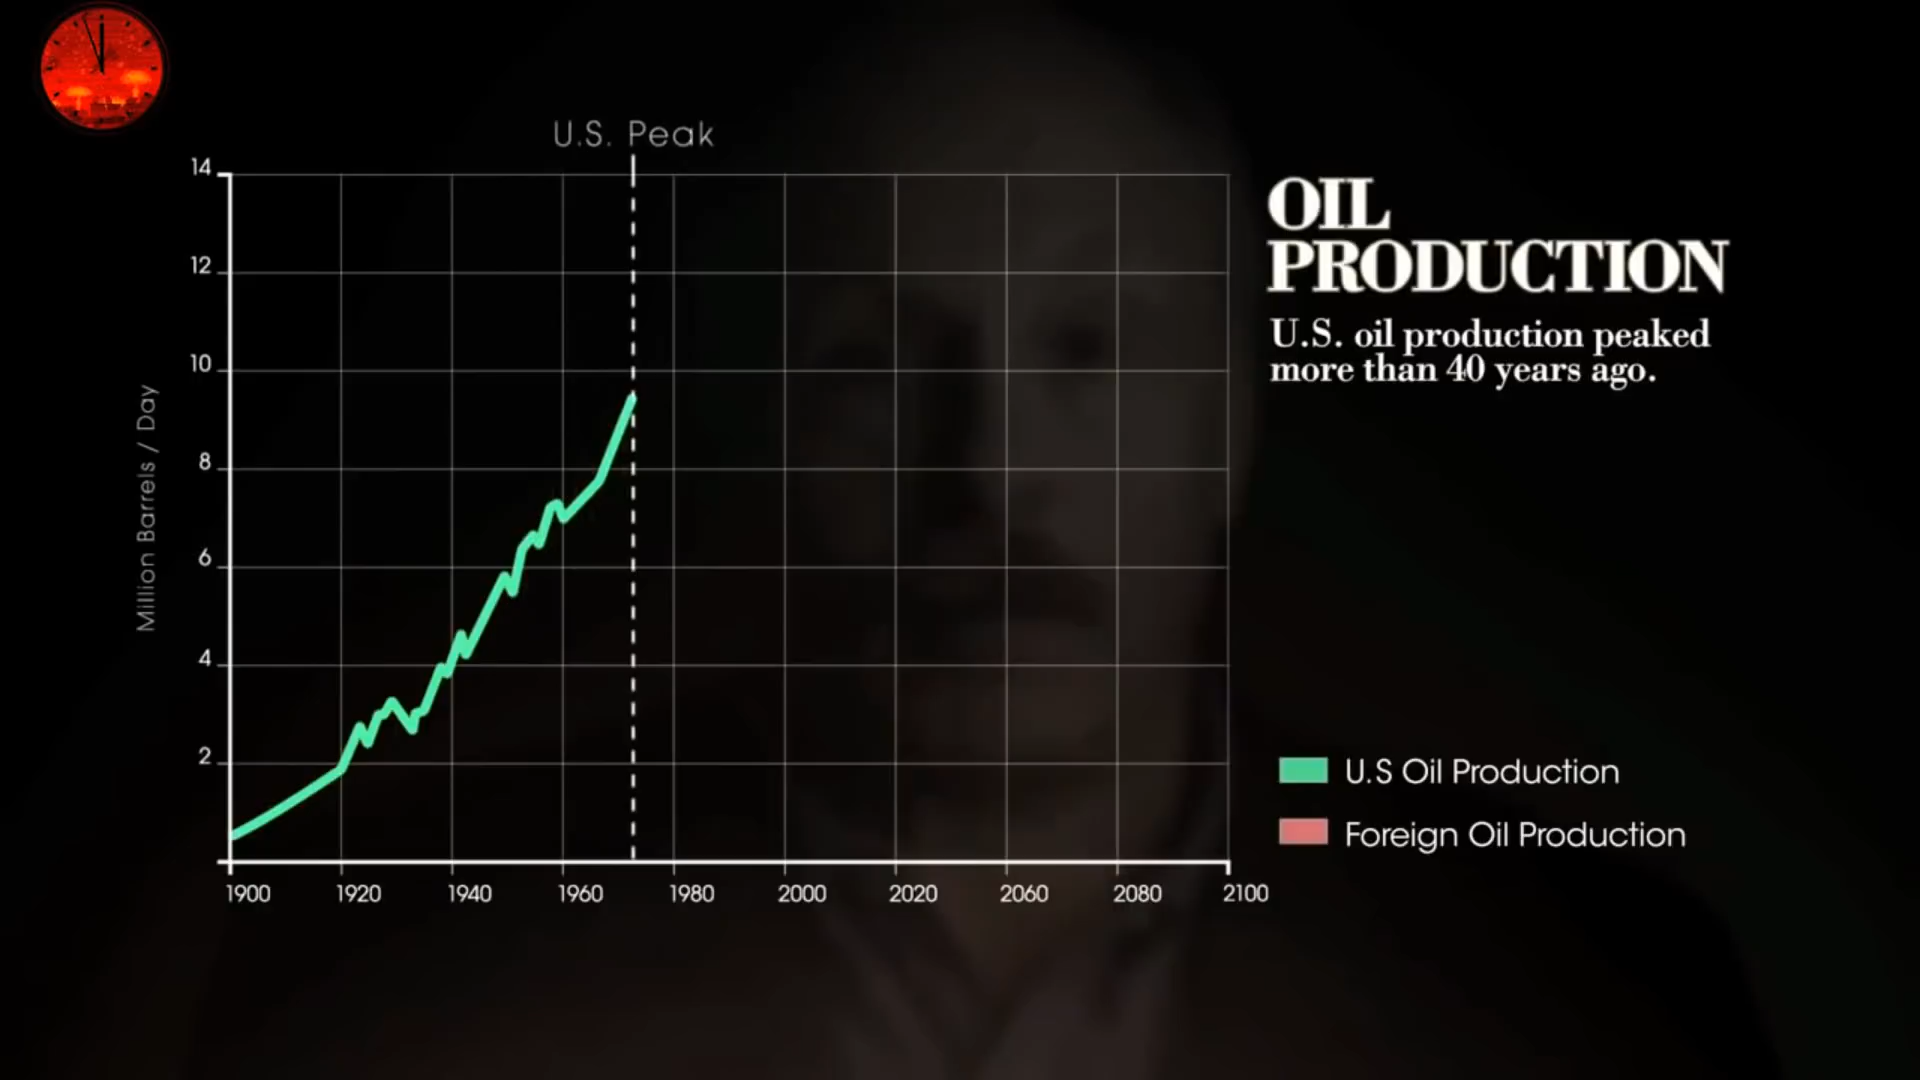 U.S. Peak
14
12
10
8
6
4
2
Million Barrels / Day
1900 1920 1940 1960 1980 2000 2020 2060 2080 2100
OIL
PRODUCTION
U.S. oil production peaked
more than 40 years ago.
U.S Oil Production
Foreign Oil Production